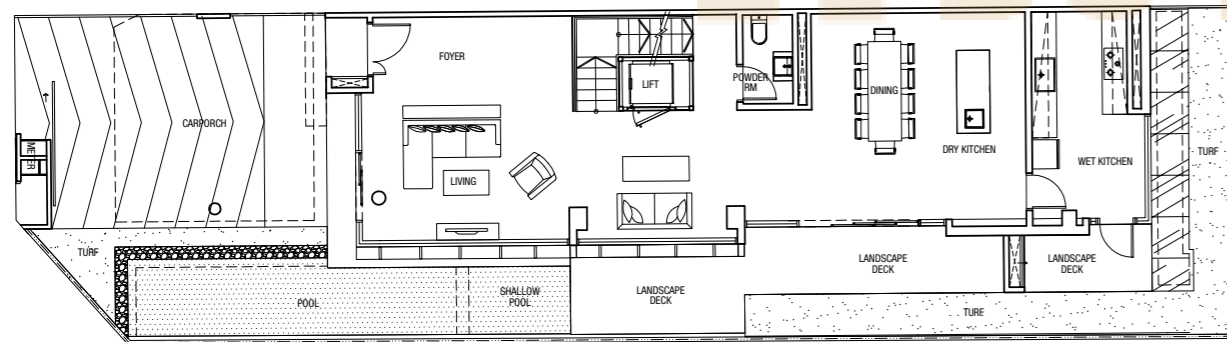 FOYER
LIFT
POWDER
RM
DINING
CARPORCH
METER
LIVING
DRY KITCHEN
WET KITCHEN
TURF
TURF
LANDSCAPE
DECK
LANDSCAPE
DECK
POOL
SHALLOW
POOL
LANDSCAPE
DECK
TURF